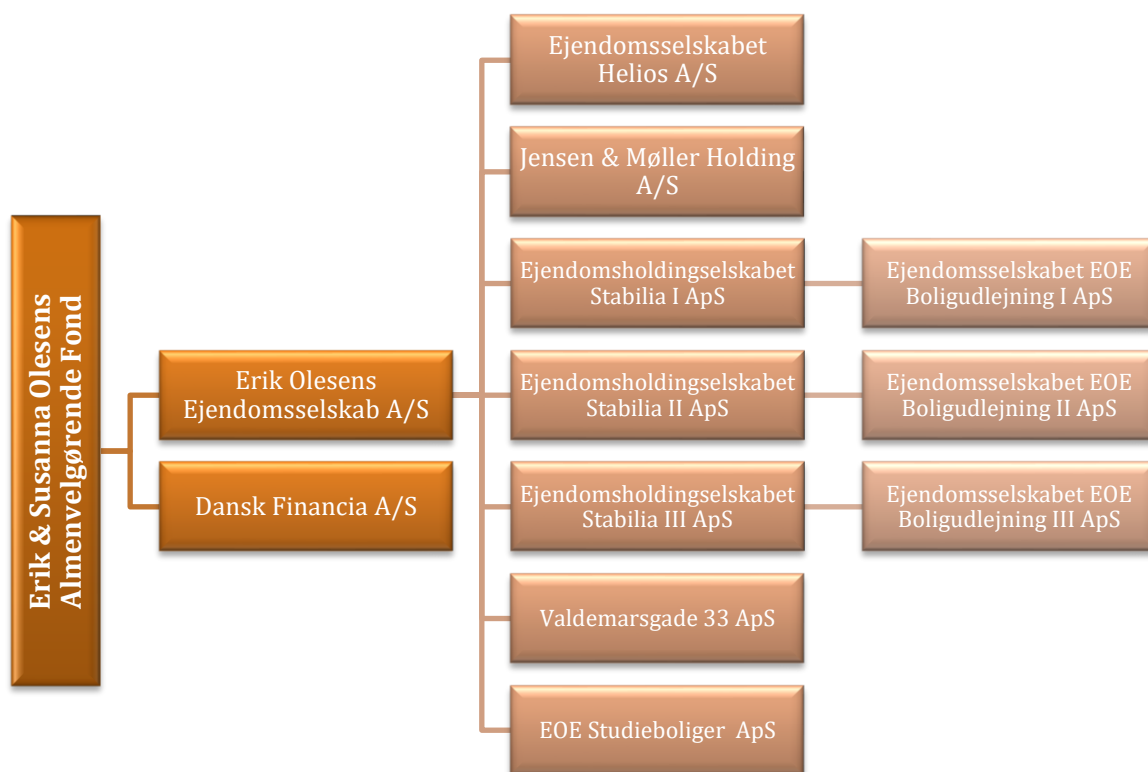 Erik & Susanna Olesens
Almenvelgørende Fond
Erik Olesens
Ejendomsselskab A/S
Dansk Financia A/S
Ejendomsselskabet
Helios A/S
Jensen & Møller Holding
A/S
Ejendomsholdingselskabet
Stabilia I ApS
Ejendomsselskabet EOE
Boligudlejning I ApS
Ejendomsholdingselskabet
Stabilia II ApS
Ejendomsselskabet EOE
Boligudlejning II ApS
Ejendomsholdingselskabet
Stabilia III ApS
Ejendomsselskabet EOE
Boligudlejning III ApS
Valdemarsgade 33 ApS
EOE Studieboliger ApS